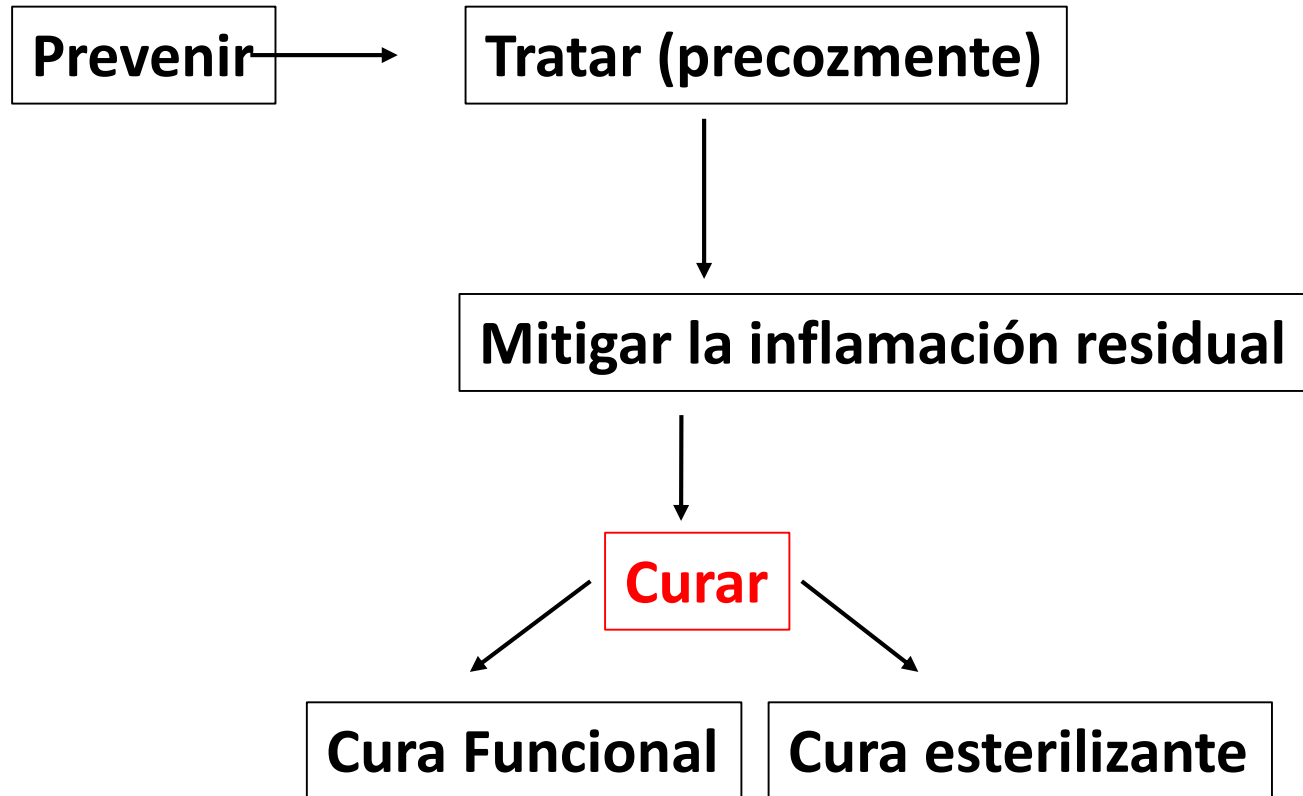 Prevenir
Tratar (precozmente)
Mitigar la inflamación residual
Curar
Cura Funcional
Cura esterilizante